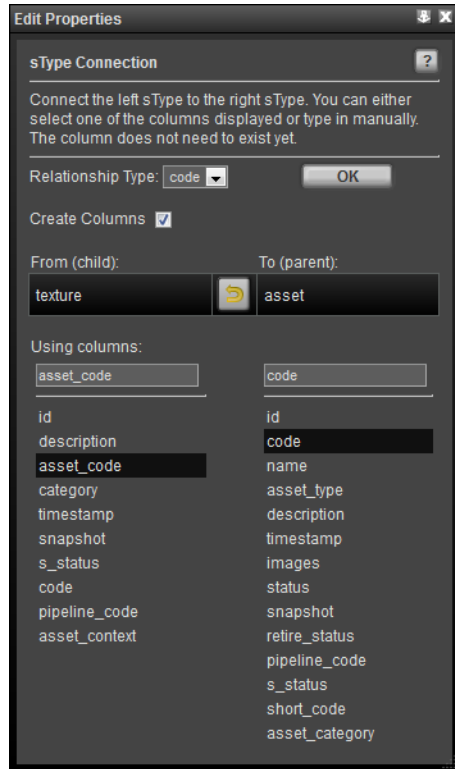 Edit Properties
sType Connection
?
Connect the left sType to the right sType. You can either
select one of the columns displayed or type in manually.
The column does not need to exist yet.
Relationship Type: code
OK
Create Columns
From (child):
To (parent):
texture
asset
Using columns:
asset_code
id
description
asset_code
category
timestamp
snapshot
s_status
code
pipeline_code
asset_context
code
id
code
name
asset_type
description
timestamp
images
status
snapshot
retire_status
pipeline_code
s_status
short_code
asset_category